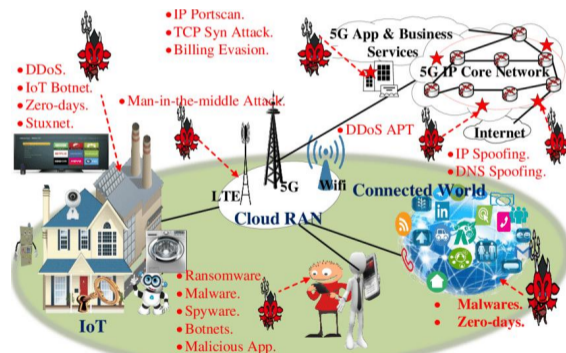 • IP Portscan.
• TCP Syn Attack.
• Billing Evasion.
5G App & Business
Services
5G IP Core Network
Internet
• DDoS.
• IoT Botnet.
• Zero-days.
• Stuxnet.
• Man-in-the-middle Attack.
• DDoS APT
• IP Spoofing.
• DNS Spoofing.
LTE
5G
Wifi
Cloud RAN
Connected World
IoT
• Ransomware
• Malware.
• Spyware.
• Botnets.
• Malicious App.
• Malwares.
• Zero-days.